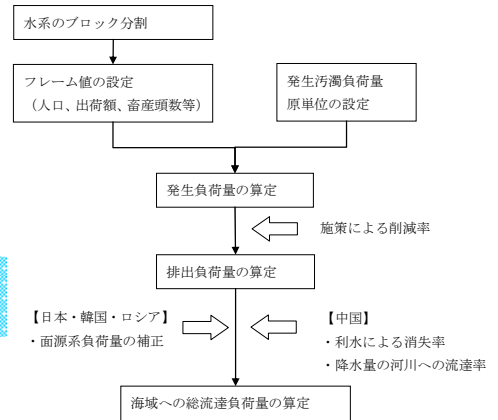 水系のブロック分割
フレーム値の設定
（人口、出荷額、畜産頭数等）
発生汚濁負荷量
原単位の設定
発生負荷量の算定
施策による削減率
排出負荷量の算定
【日本・韓国・ロシア】
・面源系負荷量の補正
【中国】
・利水による消失率
・降水量の河川への流達率
海域への総流達負荷量の算定